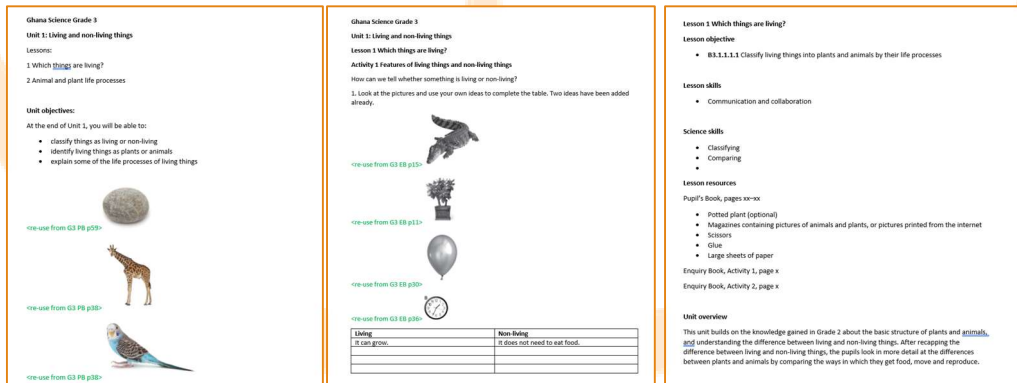 Ghana Science Grade 3
Unit 1: Living and non-living things
Lessons:
1 Which things are living?
2 Animal and plant life processes
Unit objectives:
At the end of Unit 1, you will be able to:
• classify things as living or non-living
• identify living things as plants or animals
• explain some of the life processes of living things
<re-use from G3 PB p59>
<re-use from G3 PB p38>
<re-use from G3 PB p38>
Ghana Science Grade 3
Unit 1: Living and non-living things
Lesson 1 Which things are living?
Activity 1 Features of living things and non-living things
How can we tell whether something is living or non-living?
1. Look at the pictures and use your own ideas to complete the table. Two ideas have been added
already.
<re-use from G3 EB p15>
<re-use from G3 EB p11>
<re-use from G3 EB p30>
<re-use from G3 EB p36>
Living Non-living
It can grow. It does not need to eat food.
Lesson 1 Which things are living?
Lesson objective
• B3.1.1.1.1 Classify living things into plants and animals by their life processes
Lesson skills
• Communication and collaboration
Science skills
• Classifying
• Comparing
•
Lesson resources
Pupil's Book, pages xx–xx
• Potted plant (optional)
• Magazines containing pictures of animals and plants, or pictures printed from the internet
• Scissors
• Glue
• Large sheets of paper
Enquiry Book, Activity 1, page x
Enquiry Book, Activity 2, page x
Unit overview
This unit builds on the knowledge gained in Grade 2 about the basic structure of plants and animals,
and understanding the difference between living and non-living things. After recapping the
difference between living and non-living things, the pupils look in more detail at the differences
between plants and animals by comparing the ways in which they get food, move and reproduce.